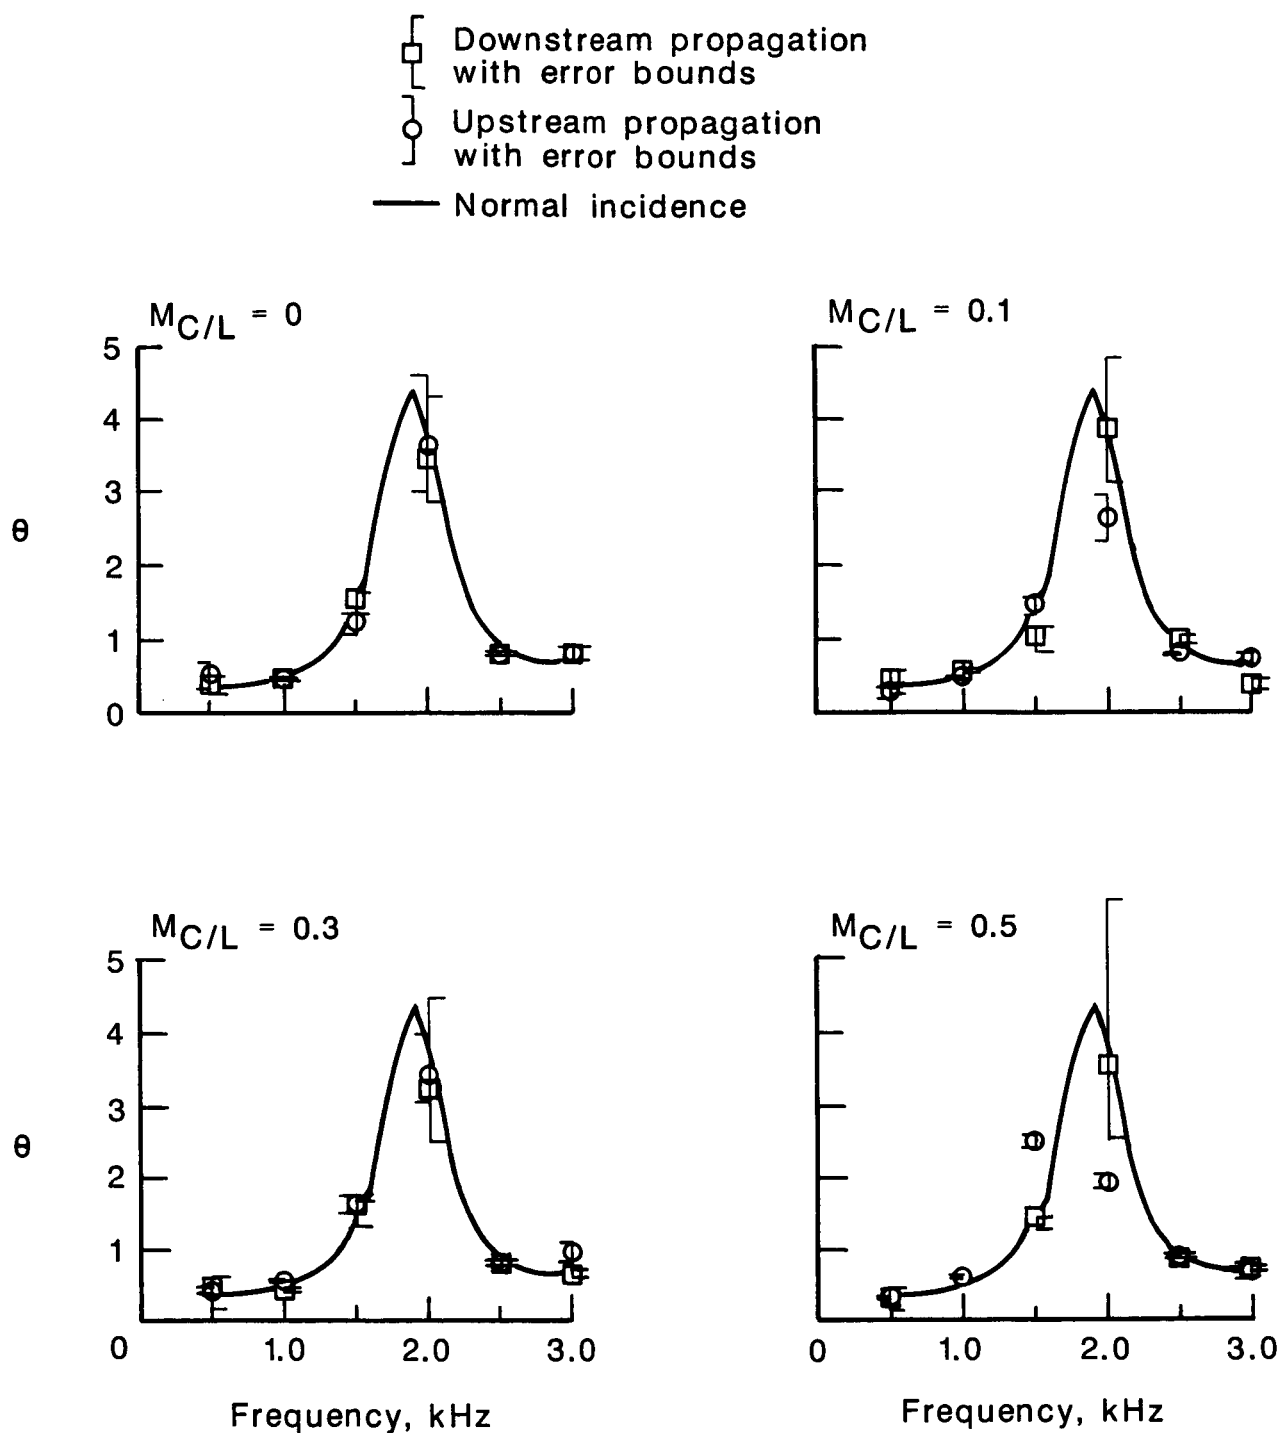 Downstream propagation
with error bounds
Upstream propagation
with error bounds
Normal incidence
M_C/L = 0
M_C/L = 0.1
5
4
3
θ
2
1
0
M_C/L = 0.3
M_C/L = 0.5
5
4
3
θ
2
1
0 1.0 2.0 3.0
0 1.0 2.0 3.0
Frequency, kHz
Frequency, kHz